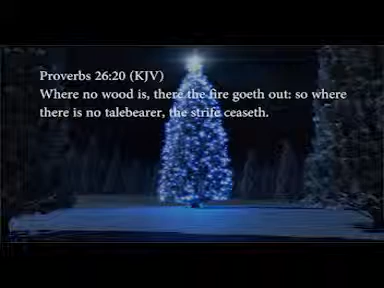 Proverbs 26:20 (KJV)
Where no wood is, there the fire goeth out: so where
there is no talebearer, the strife ceaseth.